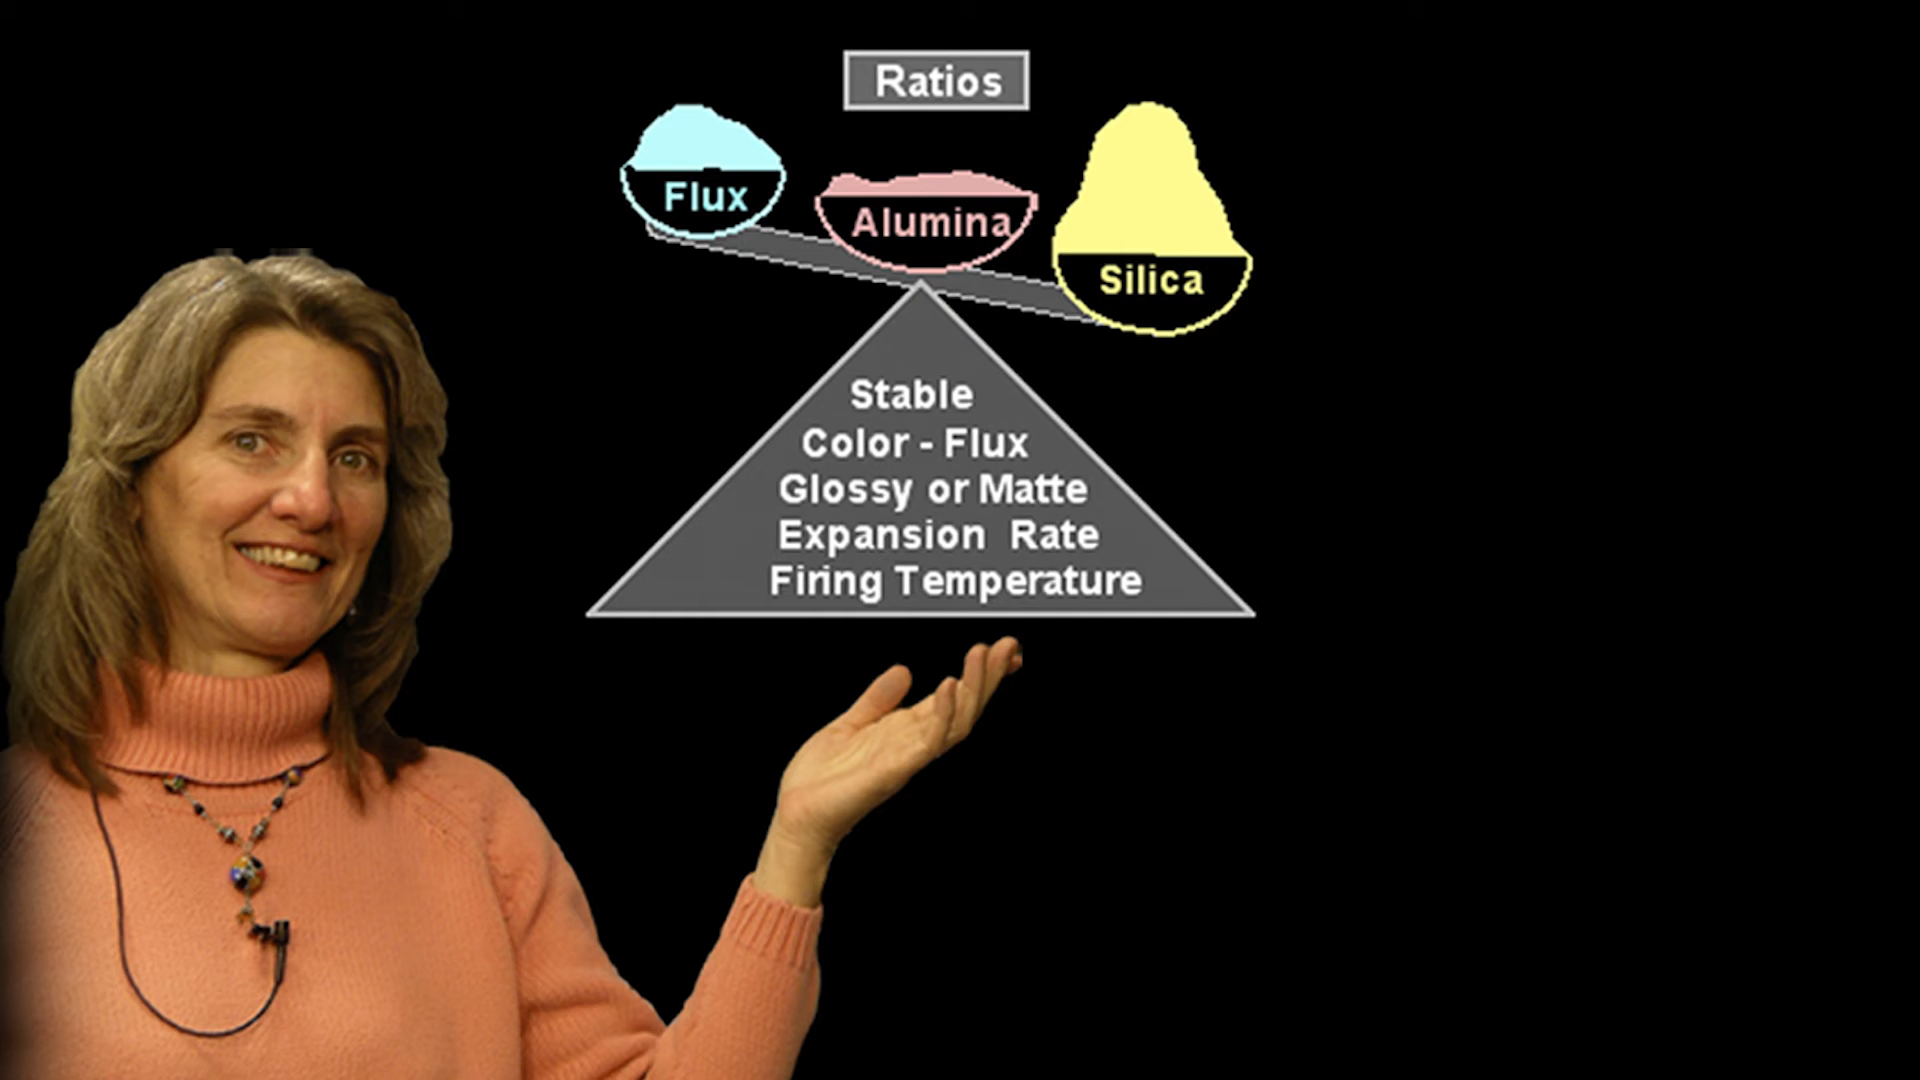 Ratios
Flux
Alumina
Silica
Stable
Color - Flux
Glossy or Matte
Expansion Rate
Firing Temperature